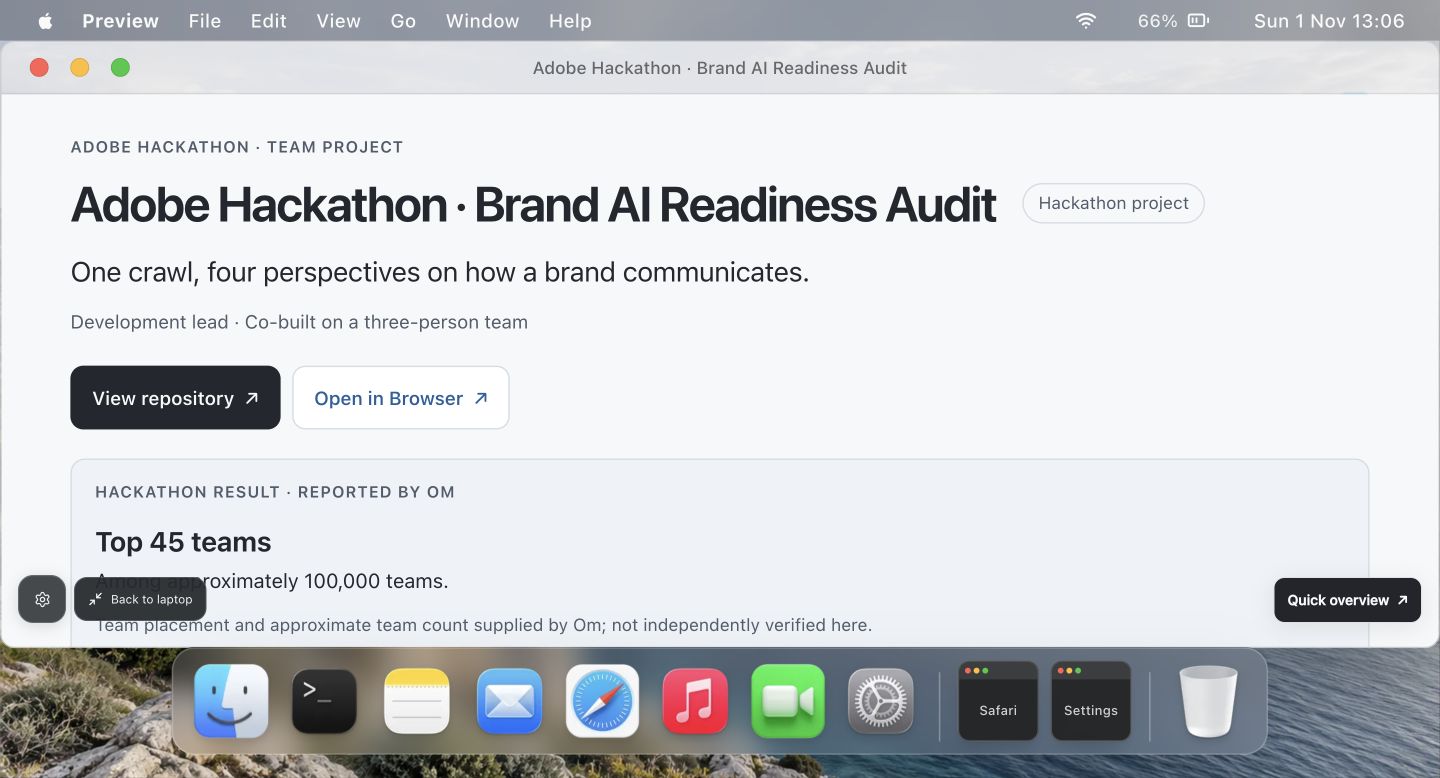 Preview File Edit View Go Window Help 66% Sun 1 Nov 13:06
Adobe Hackathon · Brand AI Readiness Audit
ADOBE HACKATHON · TEAM PROJECT
Adobe Hackathon · Brand AI Readiness Audit Hackathon project
One crawl, four perspectives on how a brand communicates.
Development lead · Co-built on a three-person team
View repository ↗ Open in Browser ↗
HACKATHON RESULT · REPORTED BY OM
Top 45 teams
Among approximately 100,000 teams.
Back to laptop
Quick overview ↗
Team placement and approximate team count supplied by Om; not independently verified here.
>_
Safari Settings